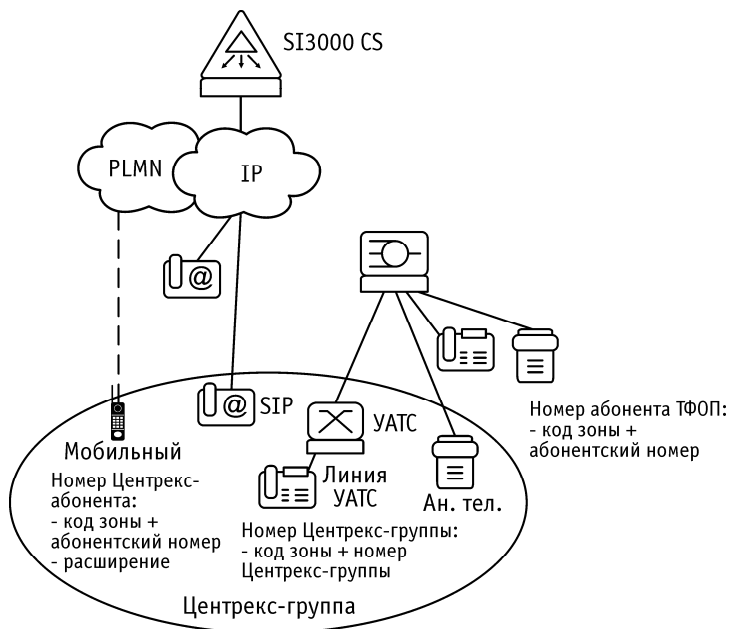 SI3000 CS
PLMN
IP
@
@
SIP
УАТС
Номер абонента ТФОП:
- код зоны +
абонентский номер
Мобильный
Номер Центрекс-
абонента:
- код зоны +
абонентский номер
- расширение
Линия
УАТС
Ан. тел.
Номер Центрекс-группы:
- код зоны + номер
Центрекс-группы
Центрекс-группа